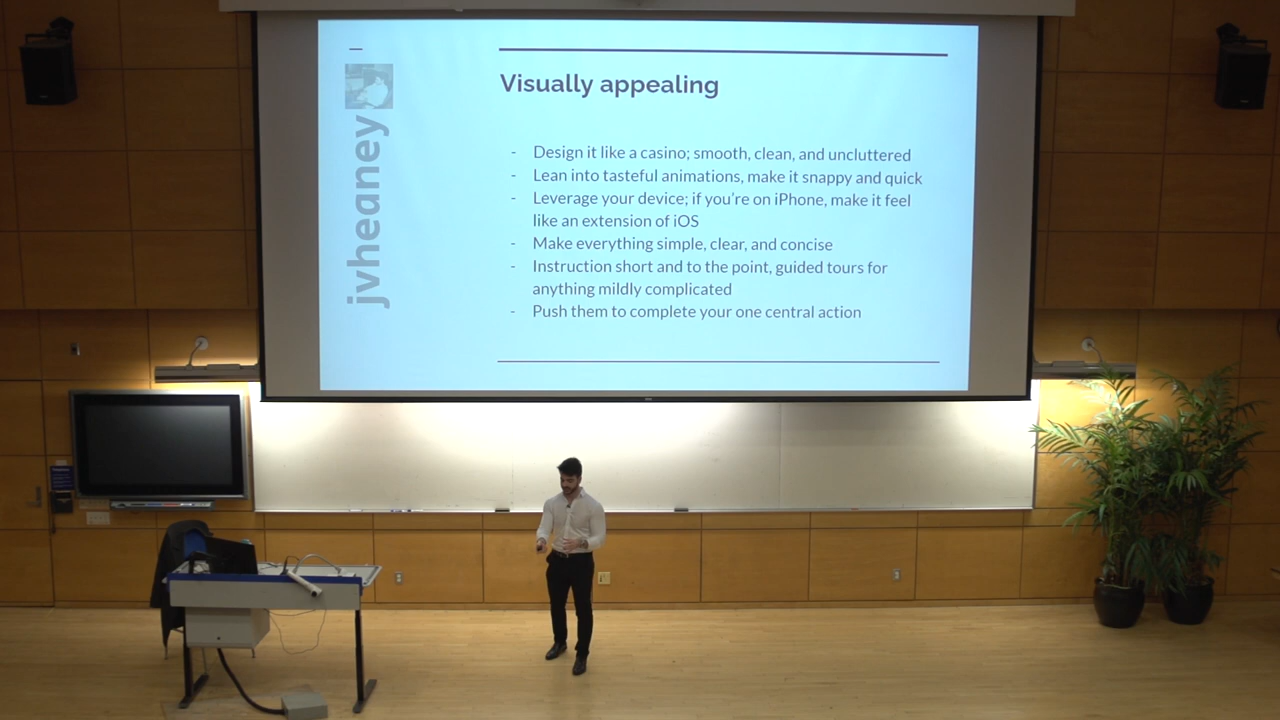 jvheaney
Visually appealing
- Design it like a casino; smooth, clean, and uncluttered
- Lean into tasteful animations, make it snappy and quick
- Leverage your device; if you're on iPhone, make it feel
like an extension of iOS
- Make everything simple, clear, and concise
- Instruction short and to the point, guided tours for
anything mildly complicated
- Push them to complete your one central action